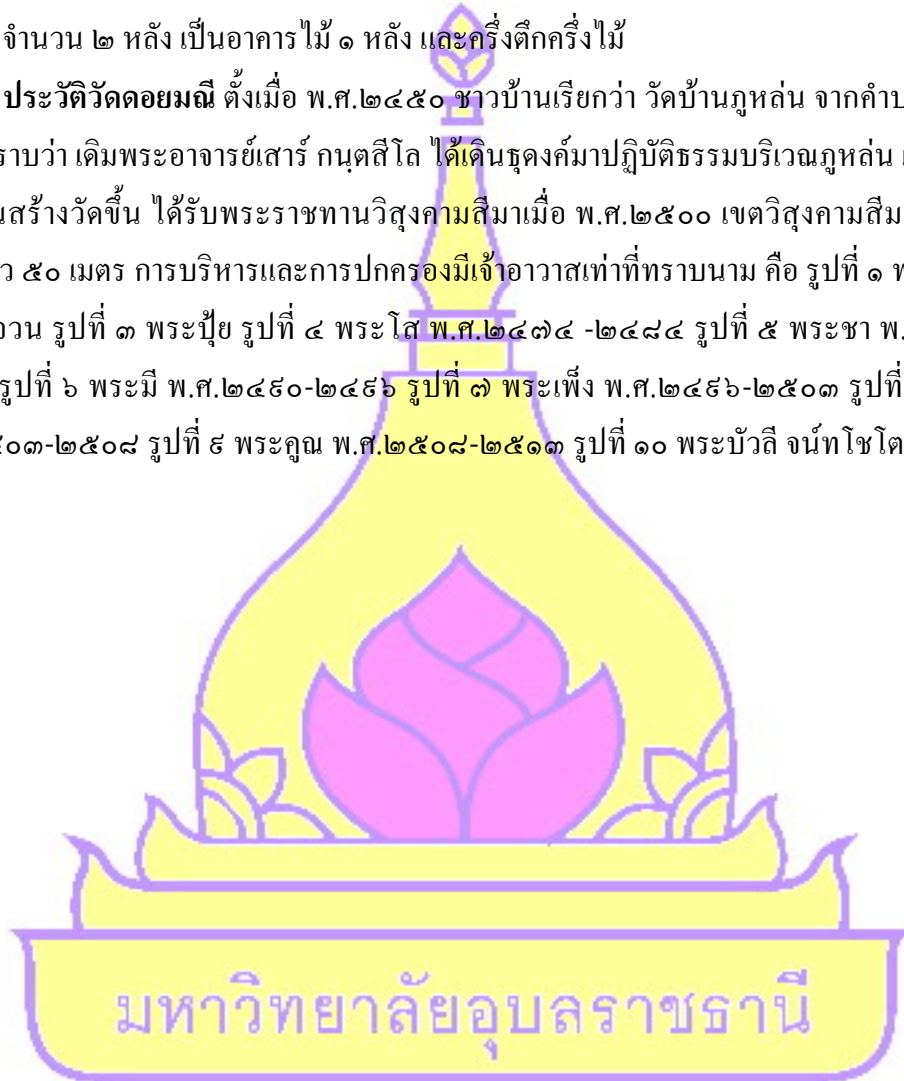 จำนวน ๒ หลัง เป็นอาคารไม้ ๑ หลัง และครึ่งตึกครึ่งไม้
ประวัติวัดดอยมณี ตั้งเมื่อ พ.ศ.๒๔๕๐ ชาวบ้านเรียกว่า วัดบ้านภูหล่น จากคำบ
ราบว่า เดิมพระอาจารย์เสาร์ กนฺตสีโล ได้เดินธุดงค์มาปฏิบัติธรรมบริเวณภูหล่น
นสร้างวัดขึ้น ได้รับพระราชทานวิสุงคามสีมาเมื่อ พ.ศ.๒๕๐๐ เขตวิสุงคามสีม
ว ๕๐ เมตร การบริหารและการปกครองมีเจ้าอาวาสเท่าที่ทราบนาม คือ รูปที่ ๑ พ
วน รูปที่ ๓ พระปุ้ย รูปที่ ๔ พระโส พ.ศ.๒๔๗๔ -๒๔๘๔ รูปที่ ๕ พระชา พ.
รูปที่ ๖ พระมี พ.ศ.๒๔๙๐-๒๔๙๖ รูปที่ ๗ พระเพ็ง พ.ศ.๒๔๙๖-๒๕๐๓ รูปที่
๕๐๓-๒๕๐๘ รูปที่ ๙ พระคูณ พ.ศ.๒๕๐๘-๒๕๑๓ รูปที่ ๑๐ พระบัวลี จน์ทโชโต
มหาวิทยาลัยอุบลราชธานี